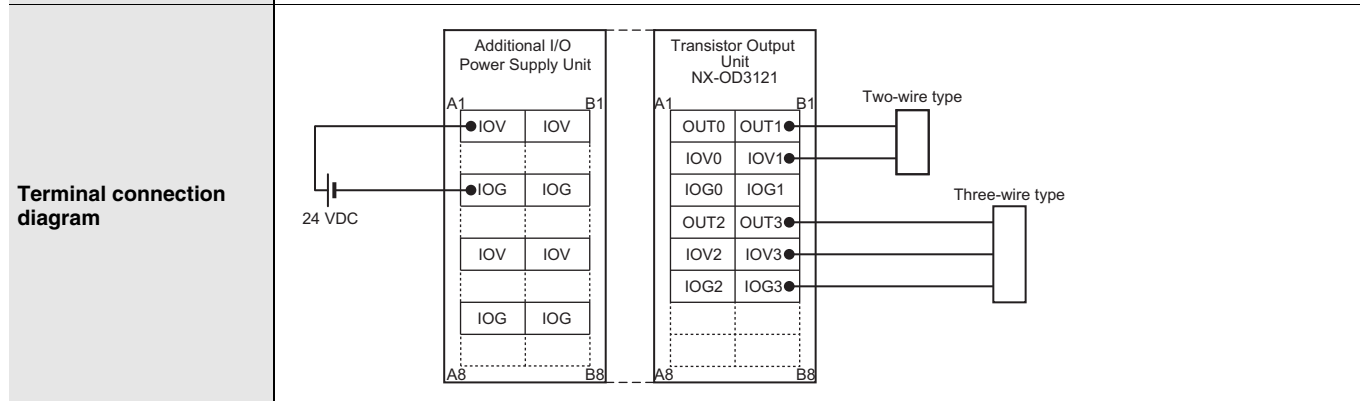 Terminal connection
diagram
Additional I/O
Power Supply Unit
A1 B1
IOV IOV
IOG IOG
IOV IOV
IOG IOG
A8 B8
24 VDC
Transistor Output
Unit
NX-OD3121
A1 B1
OUT0 OUT1
IOV0 IOV1
IOG0 IOG1
OUT2 OUT3
IOV2 IOV3
IOG2 IOG3
A8 B8
Two-wire type
Three-wire type